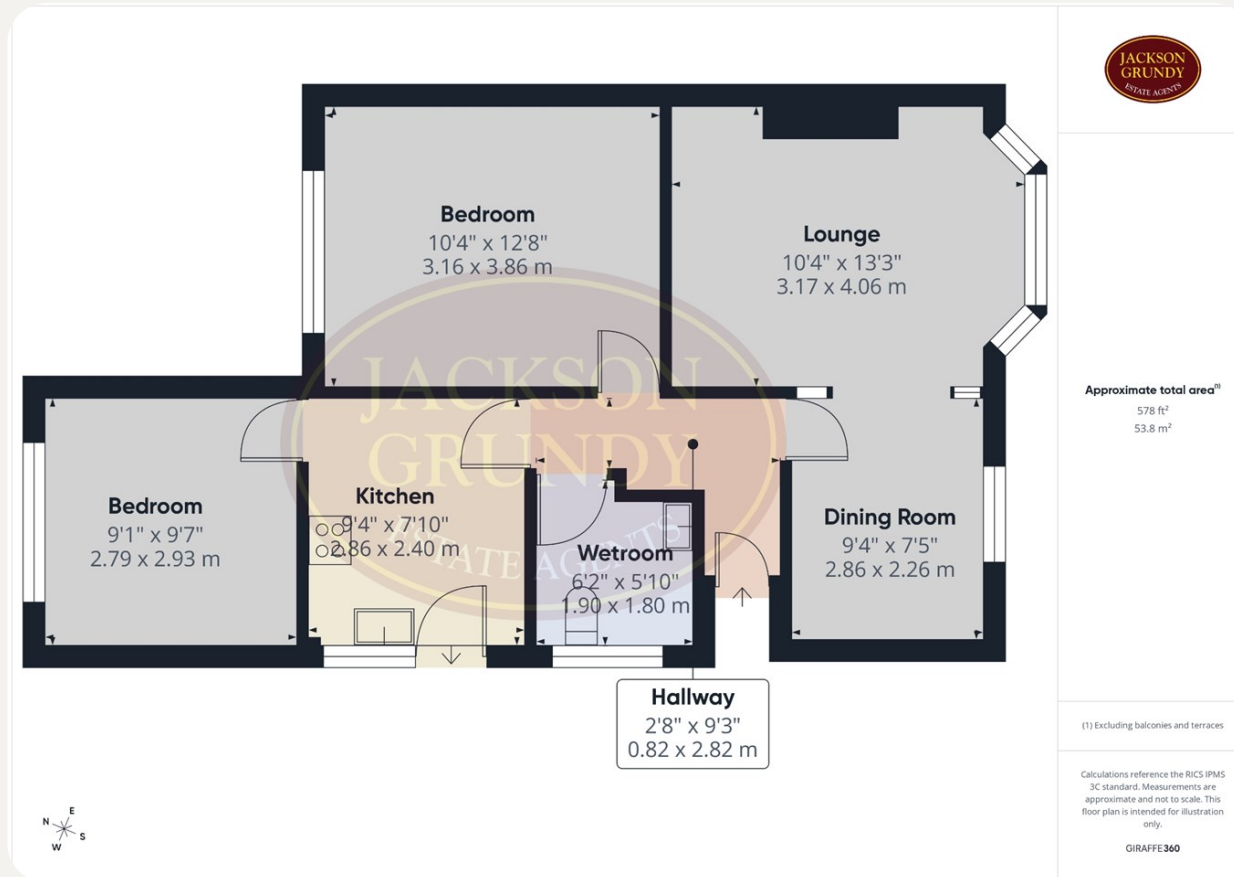 JACKSON
GRUNDY
ESTATE AGENTS
Bedroom
10'4" x 12'8"
3.16 x 3.86 m
Lounge
10'4" x 13'3"
3.17 x 4.06 m
JACKSON
GRUNDY
ESTATE AGENTS
Bedroom
9'1" x 9'7"
2.79 x 2.93 m
Kitchen
9'4" x 7'10"
2.86 x 2.40 m
Wetroom
6'2" x 5'10"
1.90 x 1.80 m
Dining Room
9'4" x 7'5"
2.86 x 2.26 m
Hallway
2'8" x 9'3"
0.82 x 2.82 m
N
E
S
W
Approximate total area(1)
578 ft²
53.8 m²
(1) Excluding balconies and terraces
Calculations reference the RICS IPMS
3C standard. Measurements are
approximate and not to scale. This
floor plan is intended for illustration
only.
GIRAFFE360